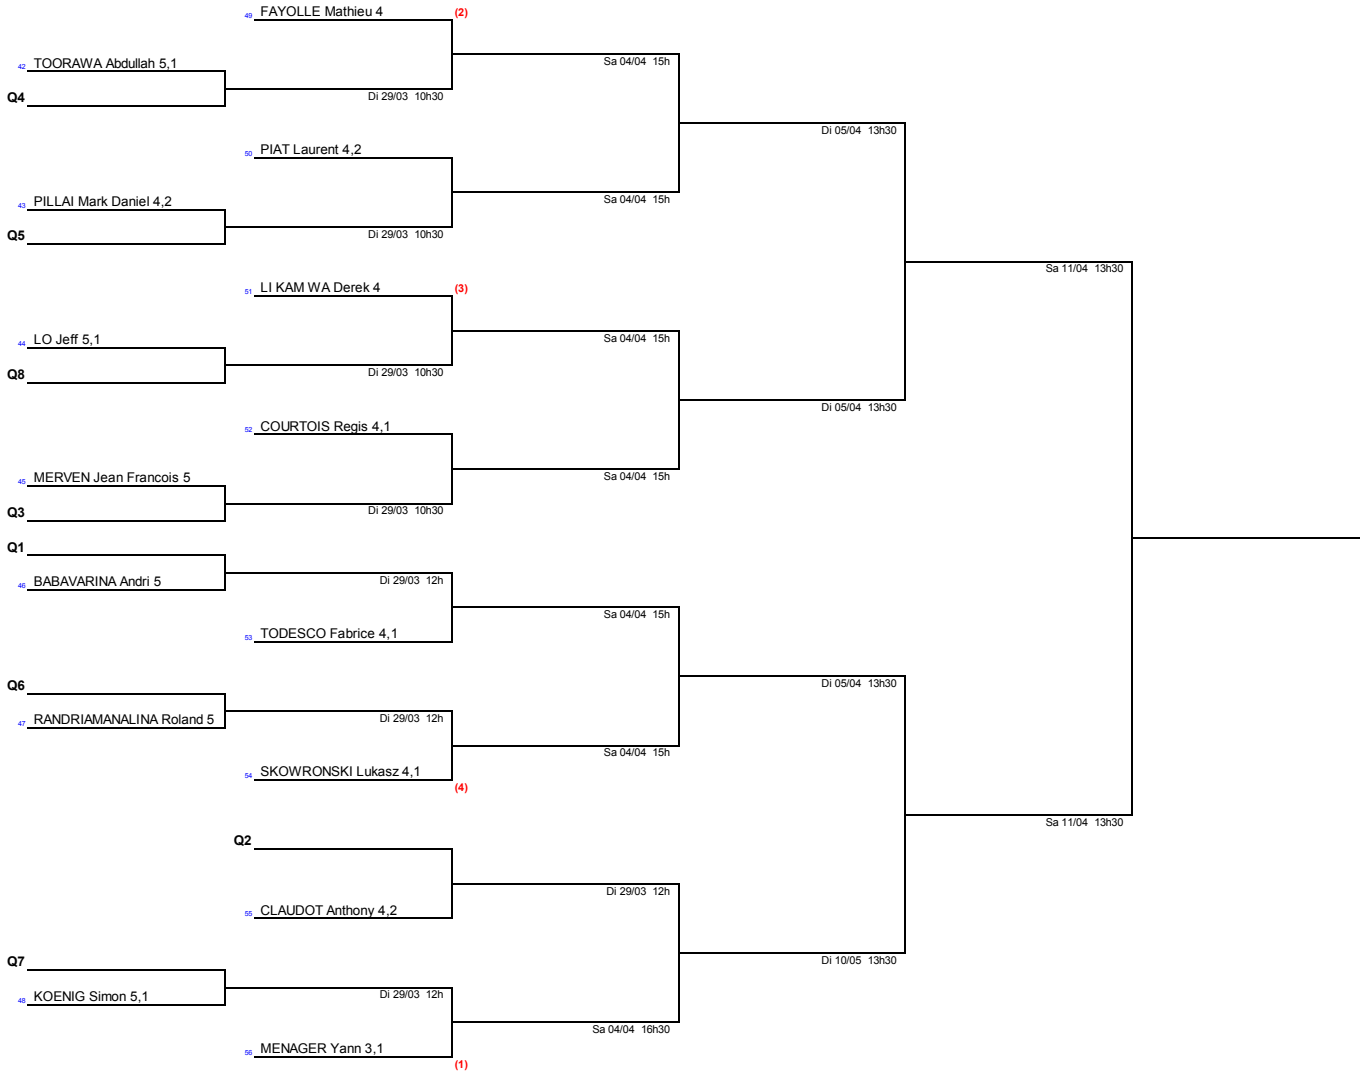 49 FAYOLLE Mathieu 4 (2)
42 TOORAWA Abdullah 5,1
Sa 04/04 15h
Q4
Di 29/03 10h30
Di 05/04 13h30
50 PIAT Laurent 4,2
43 PILLAI Mark Daniel 4,2
Sa 04/04 15h
Q5
Di 29/03 10h30
Sa 11/04 13h30
51 LI KAM WA Derek 4 (3)
44 LO Jeff 5,1
Sa 04/04 15h
Q8
Di 29/03 10h30
Di 05/04 13h30
52 COURTOIS Regis 4,1
45 MERVEN Jean Francois 5
Sa 04/04 15h
Q3
Di 29/03 10h30
Q1
46 BABAVARINA Andri 5
Di 29/03 12h
Sa 04/04 15h
53 TODESCO Fabrice 4,1
Q6
Di 05/04 13h30
47 RANDRIAMANALINA Roland 5
Di 29/03 12h
Sa 04/04 15h
54 SKOWRONSKI Lukasz 4,1
(4)
Sa 11/04 13h30
Q2
Di 29/03 12h
55 CLAUDOT Anthony 4,2
Q7
Di 10/05 13h30
48 KOENIG Simon 5,1
Di 29/03 12h
Sa 04/04 16h30
56 MENAGER Yann 3,1
(1)